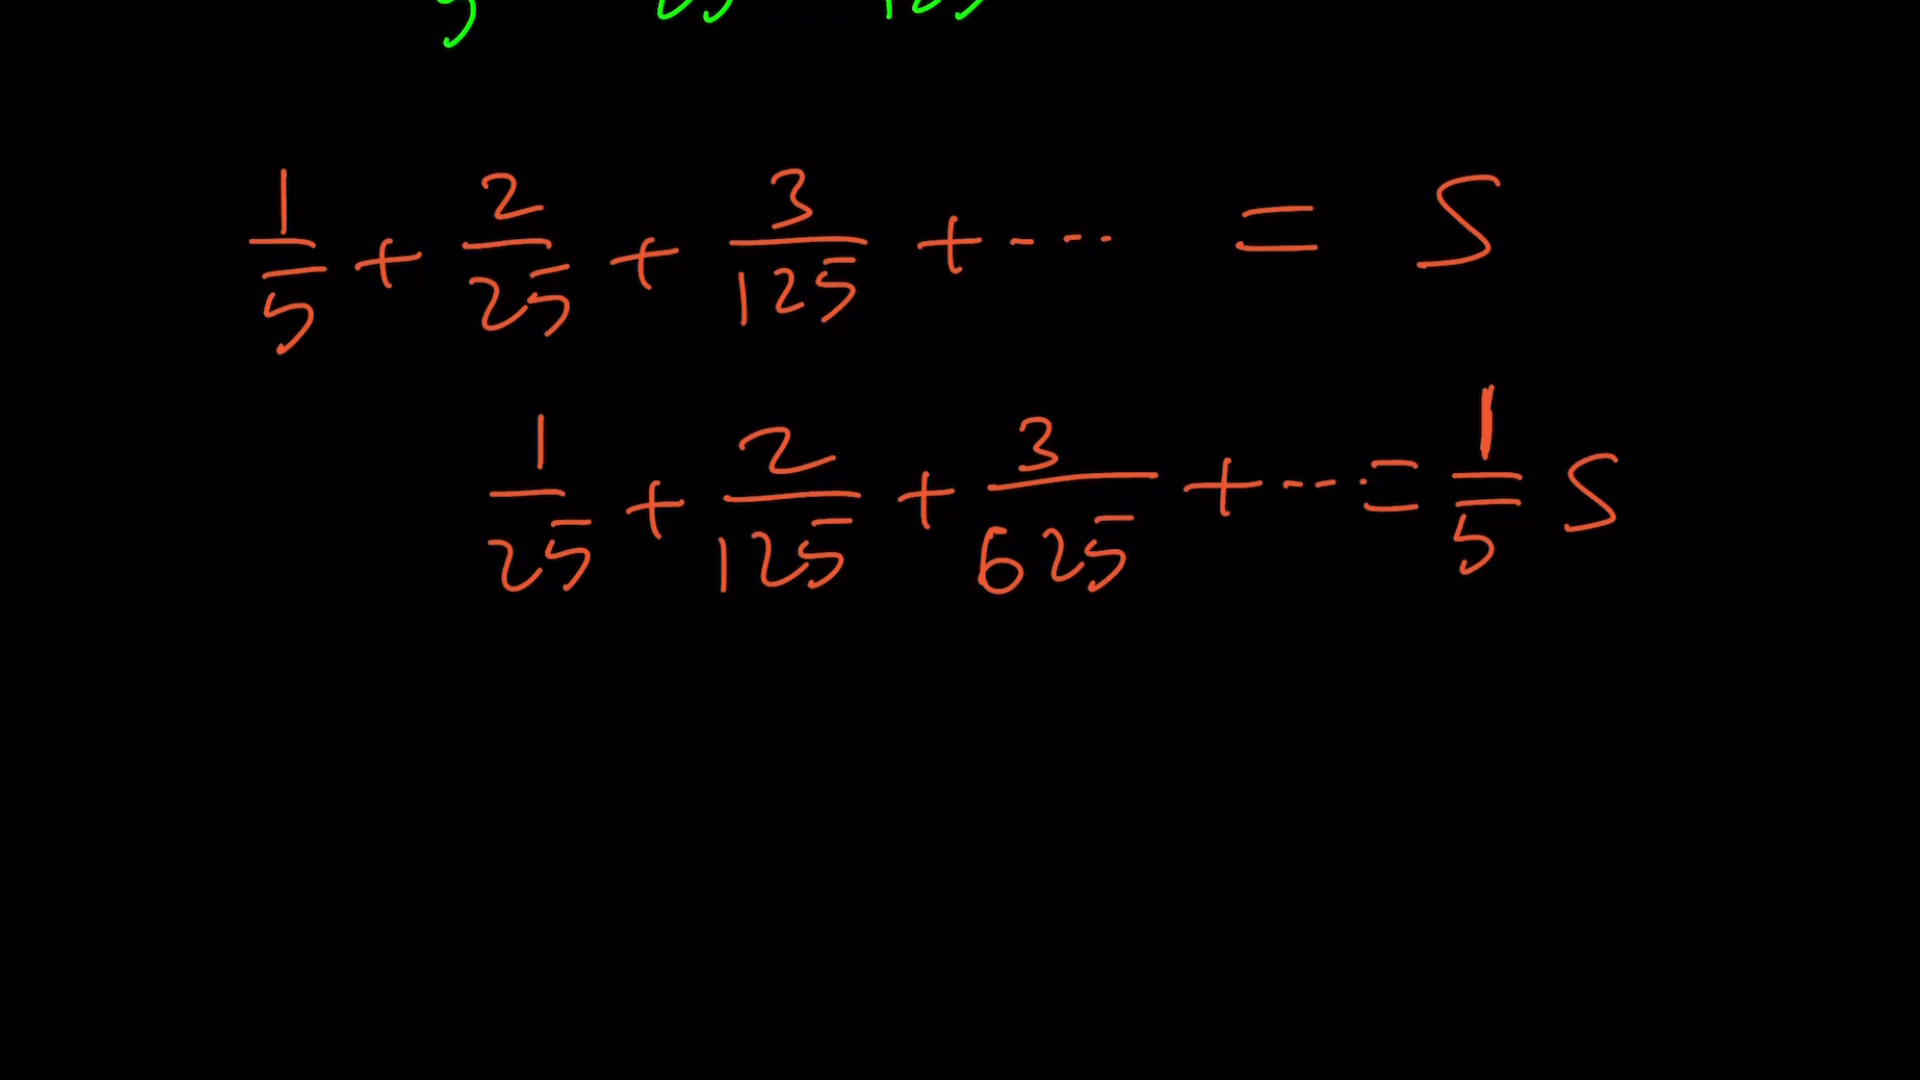 1/5 + 2/25 + 3/125 + ... = S
1/25 + 2/125 + 3/625 + ... = 1/5 S